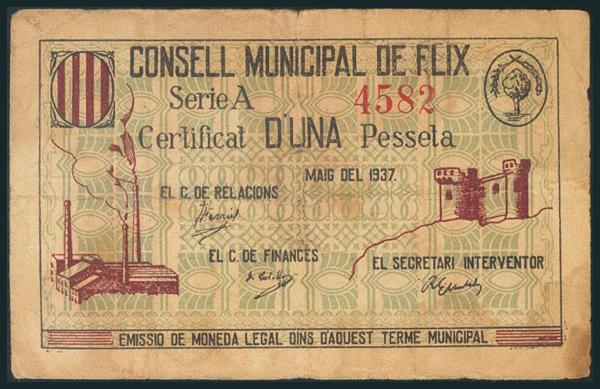 CONSELL MUNICIPAL DE FLIX
Serie A 4582
Certificat D'UNA Pesseta
MAIG DEL 1937.
EL C. DE RELACIONS
EL C. DE FINANCES
EL SECRETARI INTERVENTOR
EMISSIO DE MONEDA LEGAL DINS D'AQUEST TERME MUNICIPAL